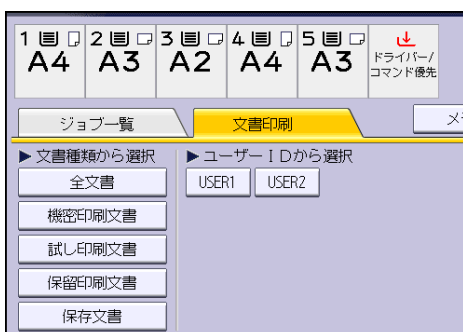 1 2 3 4 5
A4 A3 A2 A4 A3 ドライバー/
コマンド優先
ジョブ一覧 文書印刷
▶文書種類から選択 ▶ユーザーIDから選択
全文書 USER1 USER2
機密印刷文書
試し印刷文書
保留印刷文書
保存文書